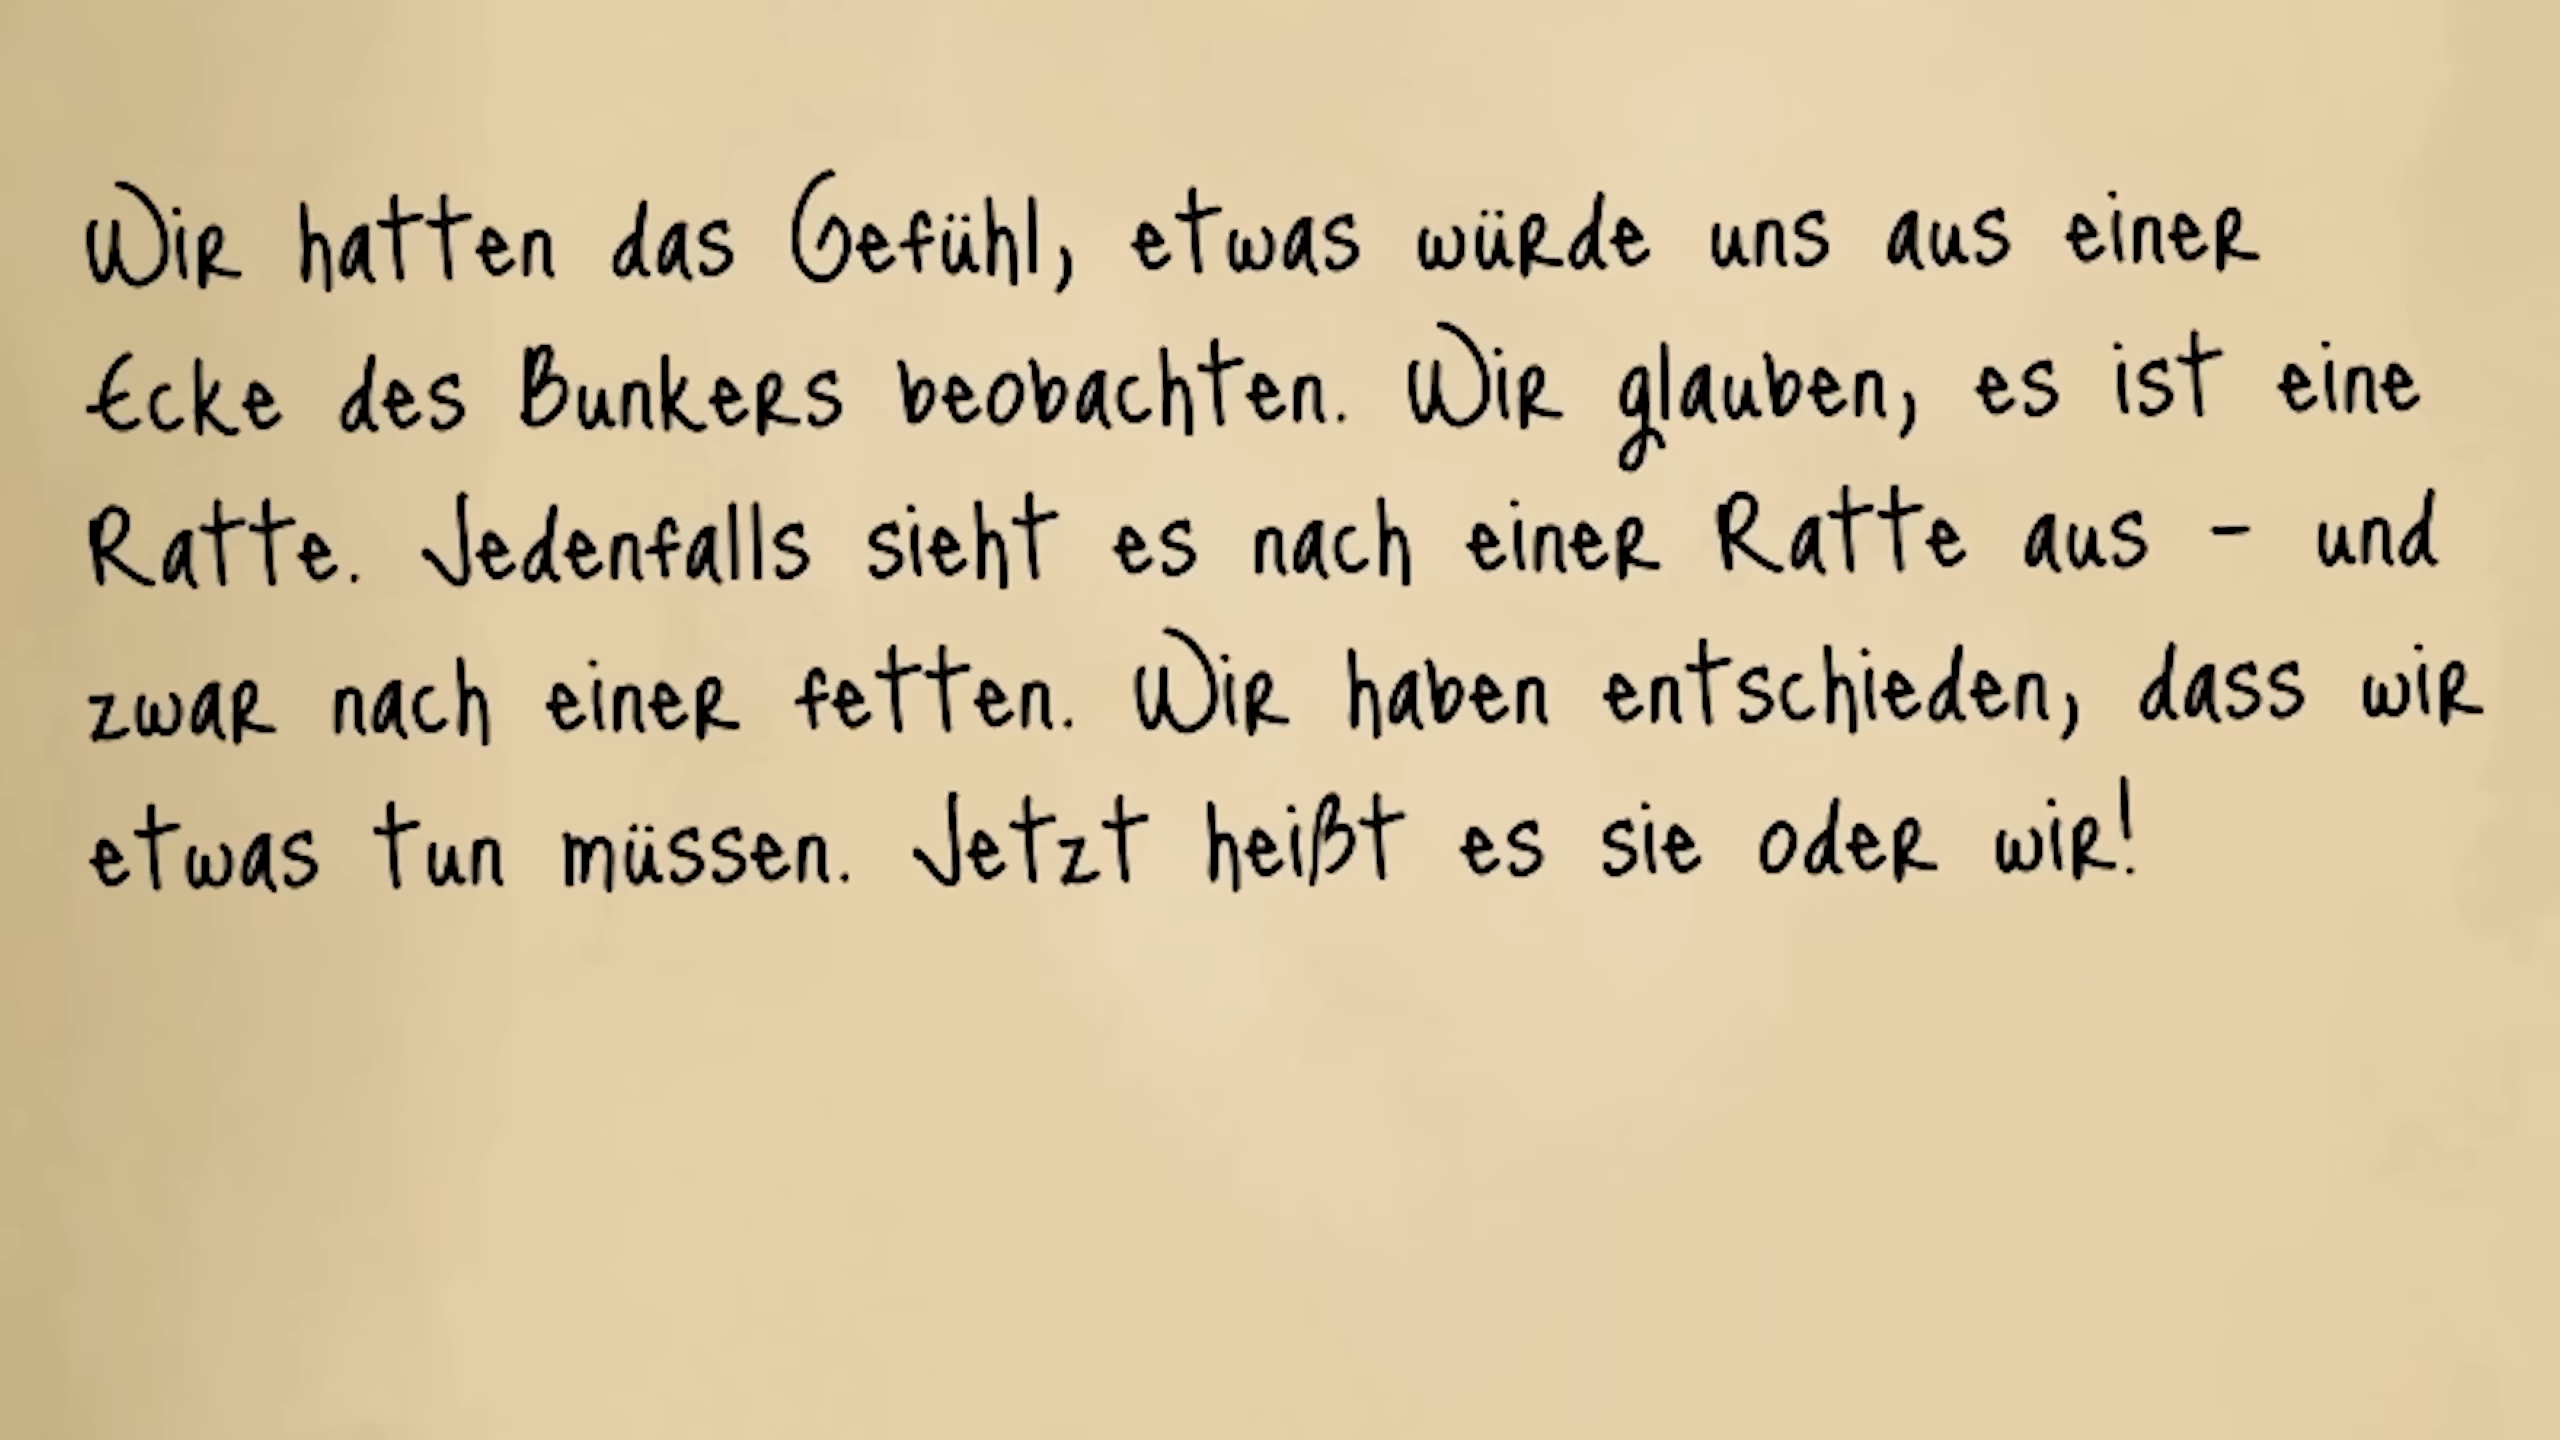 Wir hatten das Gefühl, etwas würde uns aus einer
Ecke des Bunkers beobachten. Wir glauben, es ist eine
Ratte. Jedenfalls sieht es nach einer Ratte aus - und
zwar nach einer fetten. Wir haben entschieden, dass wir
etwas tun müssen. Jetzt heißt es sie oder wir!